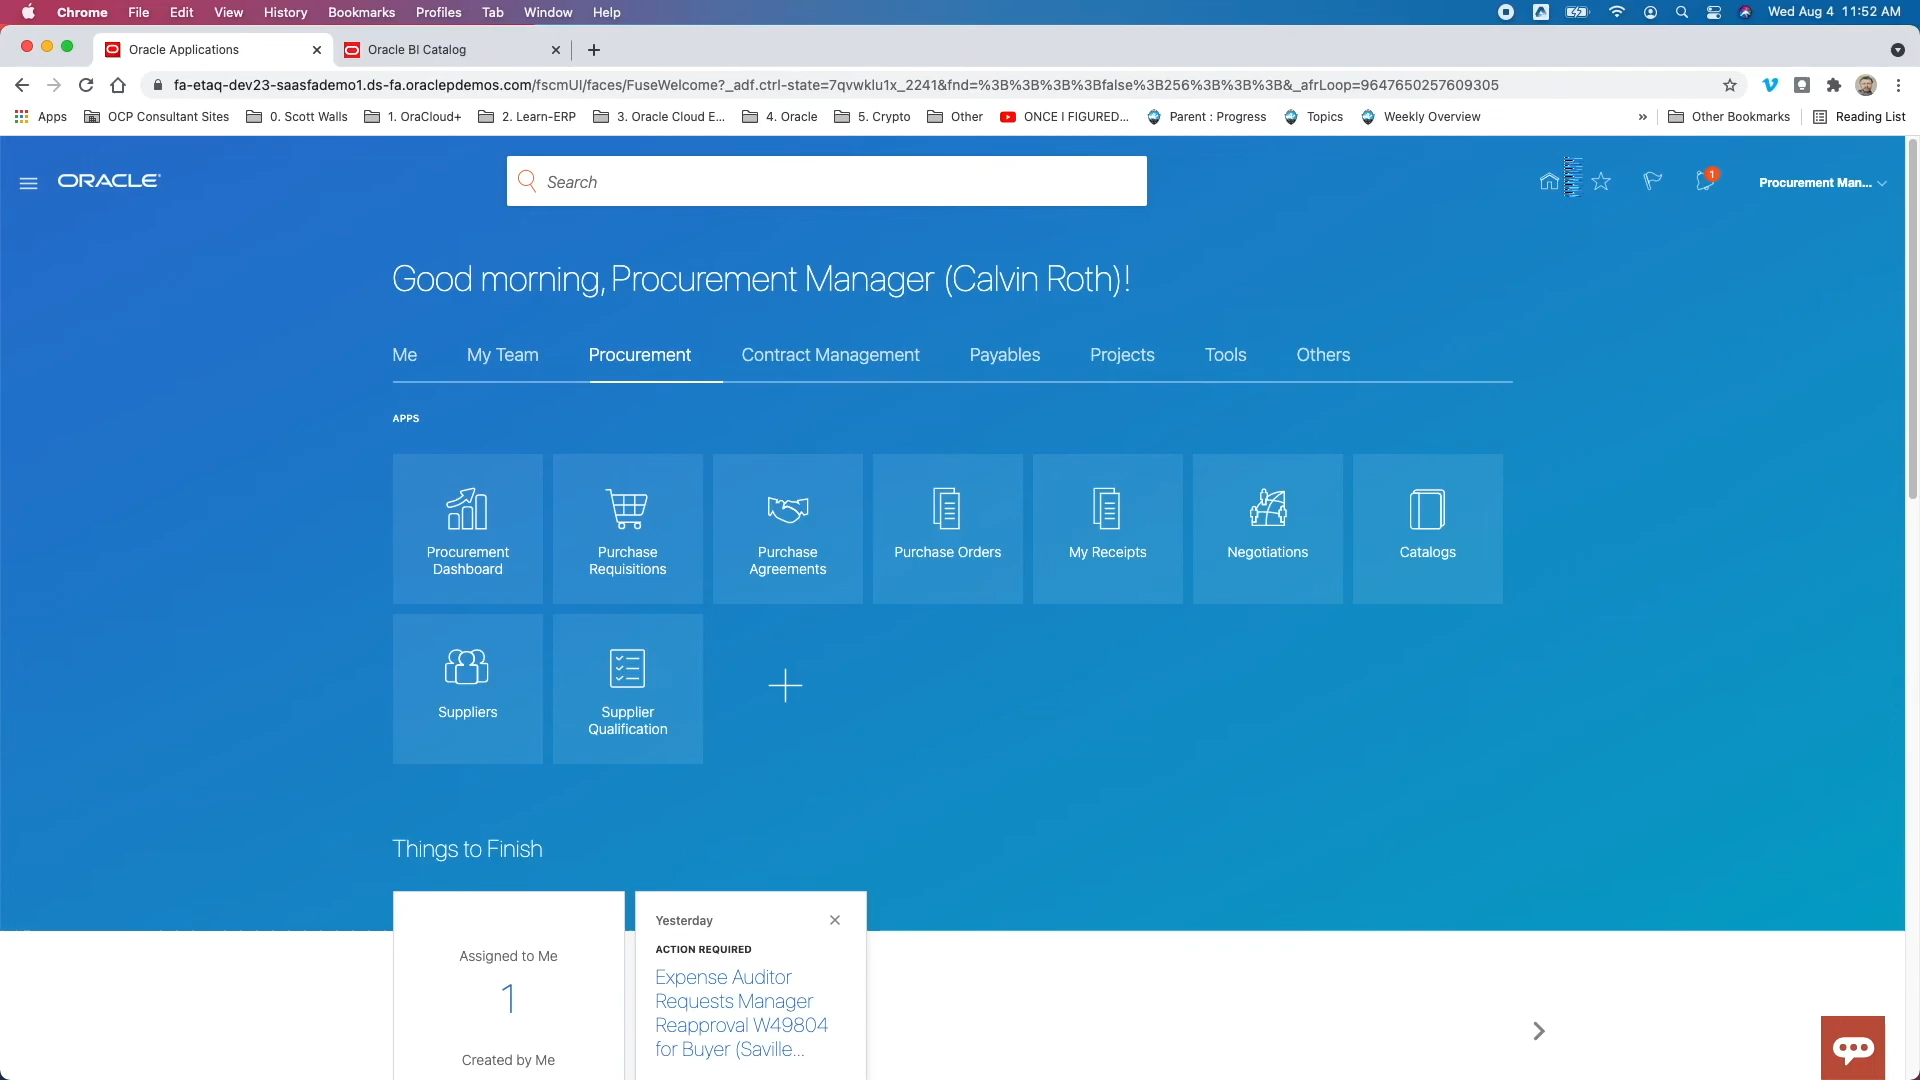 Chrome File Edit View History Bookmarks Profiles Tab Window Help Wed Aug 4 11:52 AM
Oracle Applications Oracle BI Catalog
fa-etaq-dev23-saasfademo1.ds-fa.oraclepdemos.com/fscmUI/faces/FuseWelcome?_adf.ctrl-state=7qvwklu1x_2241&fnd=%3B%3B%3B%3Bfalse%3B256%3B%3B%3B&_afrLoop=9647650257609305
Apps OCP Consultant Sites 0. Scott Walls 1. OraCloud+ 2. Learn-ERP 3. Oracle Cloud E... 4. Oracle 5. Crypto Other ONCE I FIGURED... Parent : Progress Topics Weekly Overview » Other Bookmarks Reading List
ORACLE Search 1 Procurement Man...
Good morning, Procurement Manager (Calvin Roth)!
Me My Team Procurement Contract Management Payables Projects Tools Others
APPS
Procurement Dashboard
Purchase Requisitions
Purchase Agreements
Purchase Orders
My Receipts
Negotiations
Catalogs
Suppliers
Supplier Qualification
Things to Finish
Assigned to Me
1
Created by Me
Yesterday
ACTION REQUIRED
Expense Auditor
Requests Manager
Reapproval W49804
for Buyer (Saville...